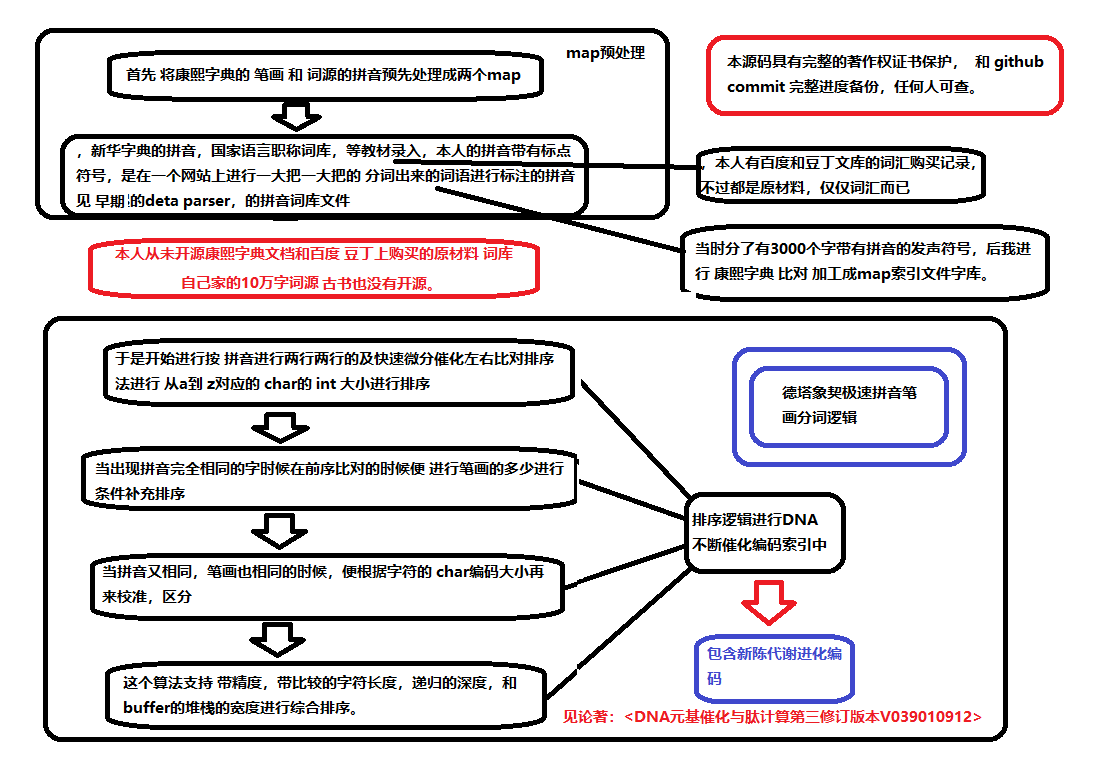 map预处理
首先 将康熙字典的 笔画 和 词源的拼音预先处理成两个map
本源码具有完整的著作权证书保护， 和 github
commit 完整进度备份，任何人可查。
，新华字典的拼音，国家语言职称词库，等教材录入，本人的拼音带有标点
符号，是在一个网站上进行一大把一大把的 分词出来的词语进行标注的拼音
见 早期的deta parser，的拼音词库文件
，本人有百度和豆丁文库的词汇购买记录，
不过都是原材料，仅仅词汇而已
本人从未开源康熙字典文档和百度 豆丁上购买的原材料 词库
自己家的10万字词源 古书也没有开源。
当时分了有3000个字带有拼音的发声符号，后我进
行 康熙字典 比对 加工成map索引文件字库。
于是开始进行按 拼音进行两行两行的及快速微分催化左右比对排序
法进行 从a到 z对应的 char的 int 大小进行排序
德塔象契极速拼音笔
画分词逻辑
当出现拼音完全相同的字时候在前序比对的时候便 进行笔画的多少进行
条件补充排序
排序逻辑进行DNA
不断催化编码索引中
当拼音又相同，笔画也相同的时候，便根据字符的 char编码大小再
来校准，区分
包含新陈代谢进化编
码
这个算法支持 带精度，带比较的字符长度，递归的深度，和
buffer的堆栈的宽度进行综合排序。
见论著：<DNA元基催化与肽计算第三修订版本V039010912>